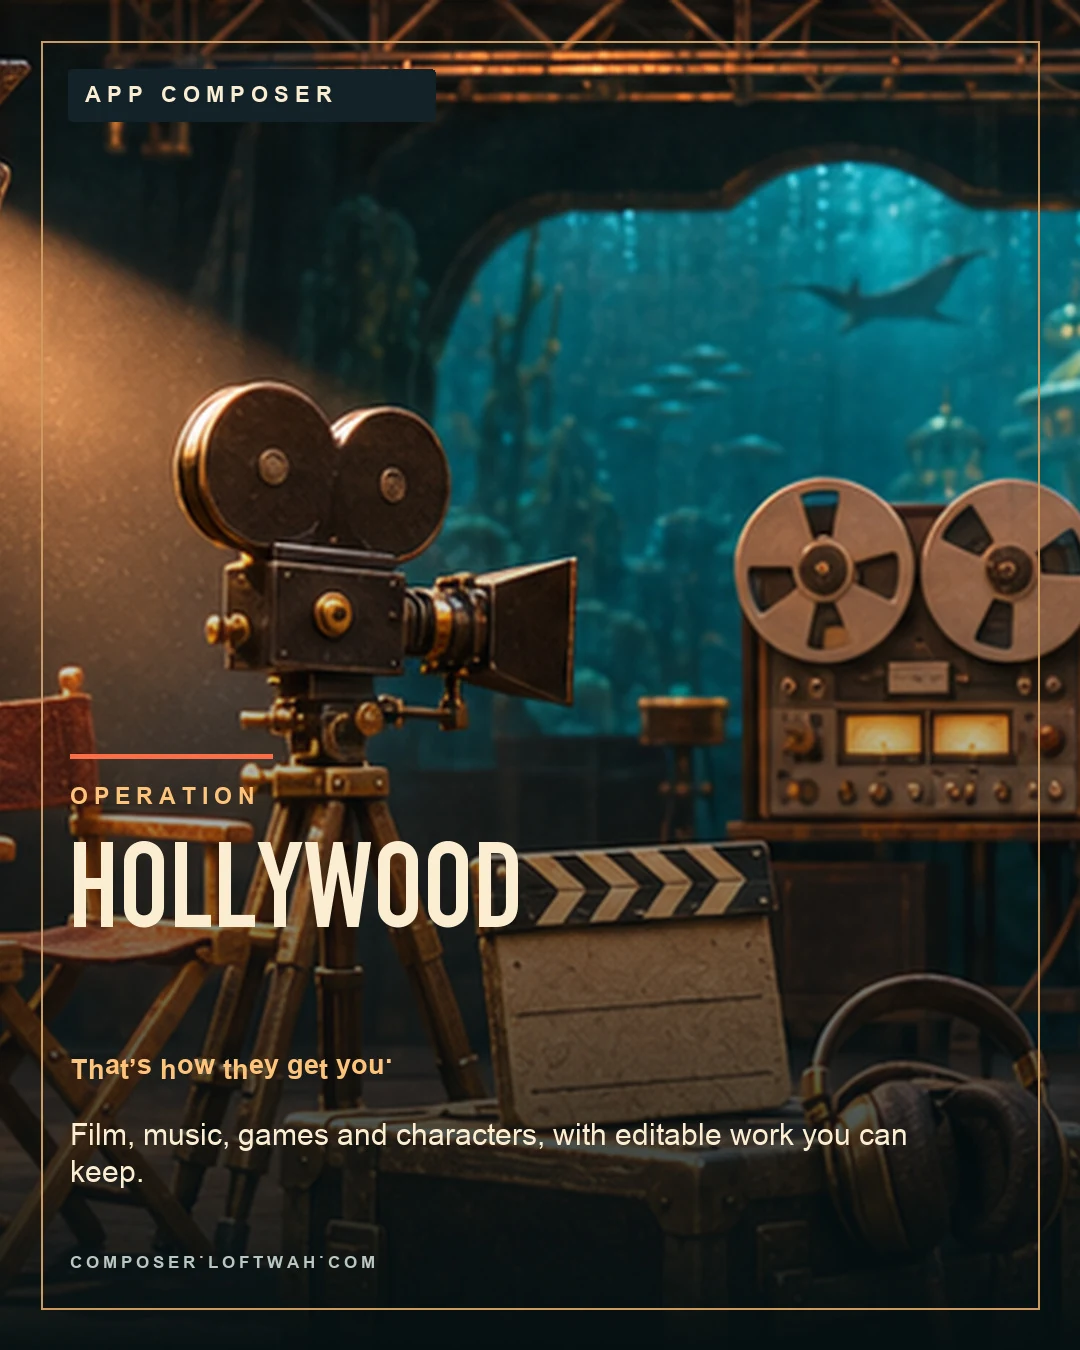 APP COMPOSER
OPERATION
HOLLYWOOD
That’s how they get you˙
Film, music, games and characters, with editable work you can
keep.
COMPOSER˙LOFTWAH˙COM